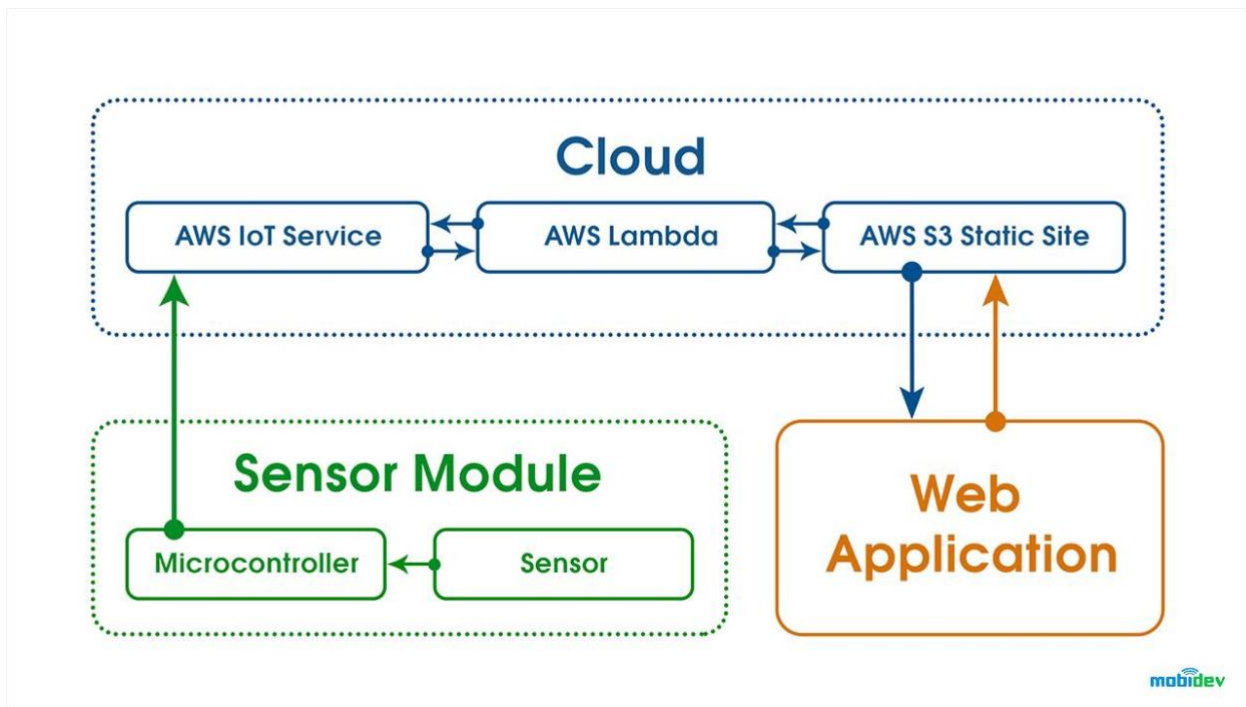 Cloud
AWS IoT Service
AWS Lambda
AWS S3 Static Site
Sensor Module
Microcontroller
Sensor
Web
Application
mobidev